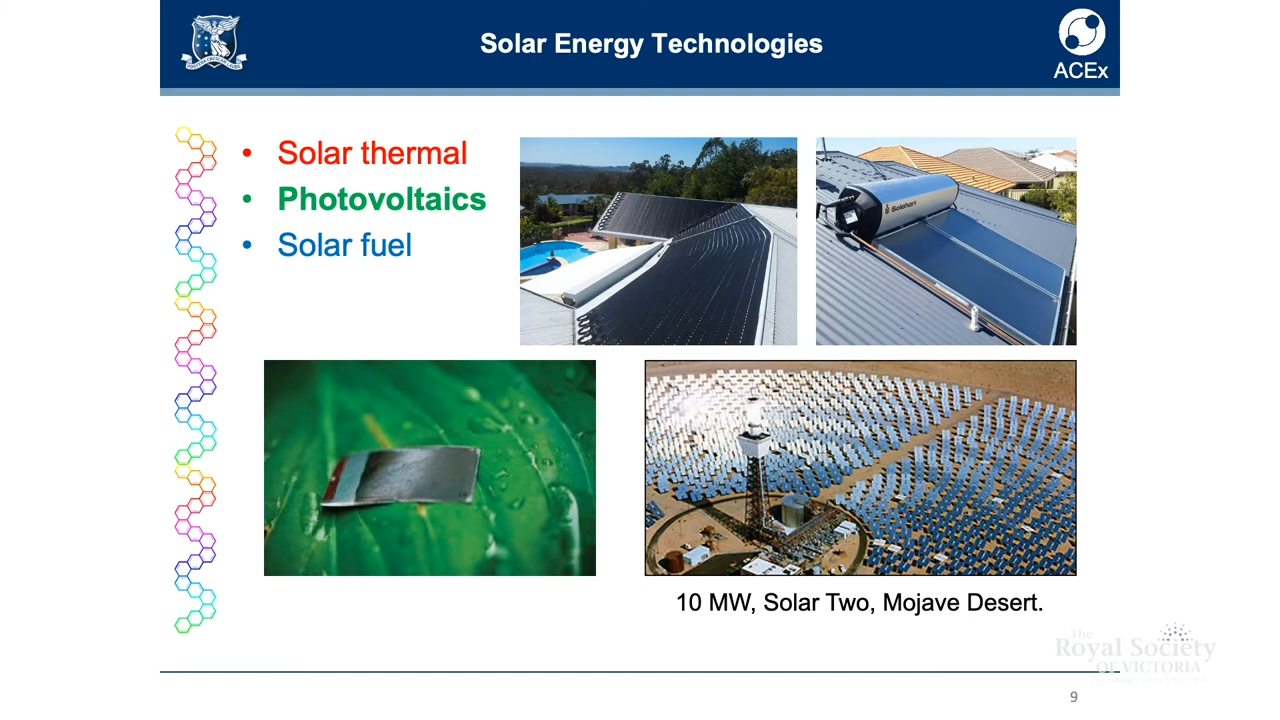 Solar Energy Technologies
ACEx
• Solar thermal
• Photovoltaics
• Solar fuel
Solahart
10 MW, Solar Two, Mojave Desert.
The
Royal Society
OF VICTORIA
9